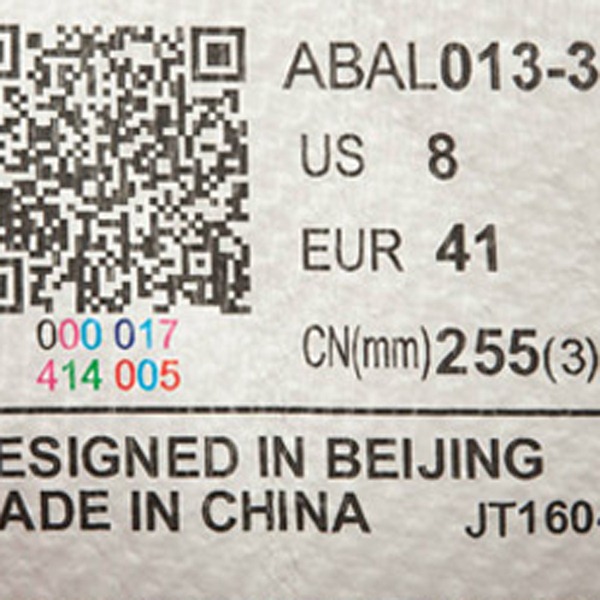 ABAL013-3
US 8
EUR 41
CN(mm)255(3)
000 017
414 005
ESIGNED IN BEIJING
ADE IN CHINA JT160-